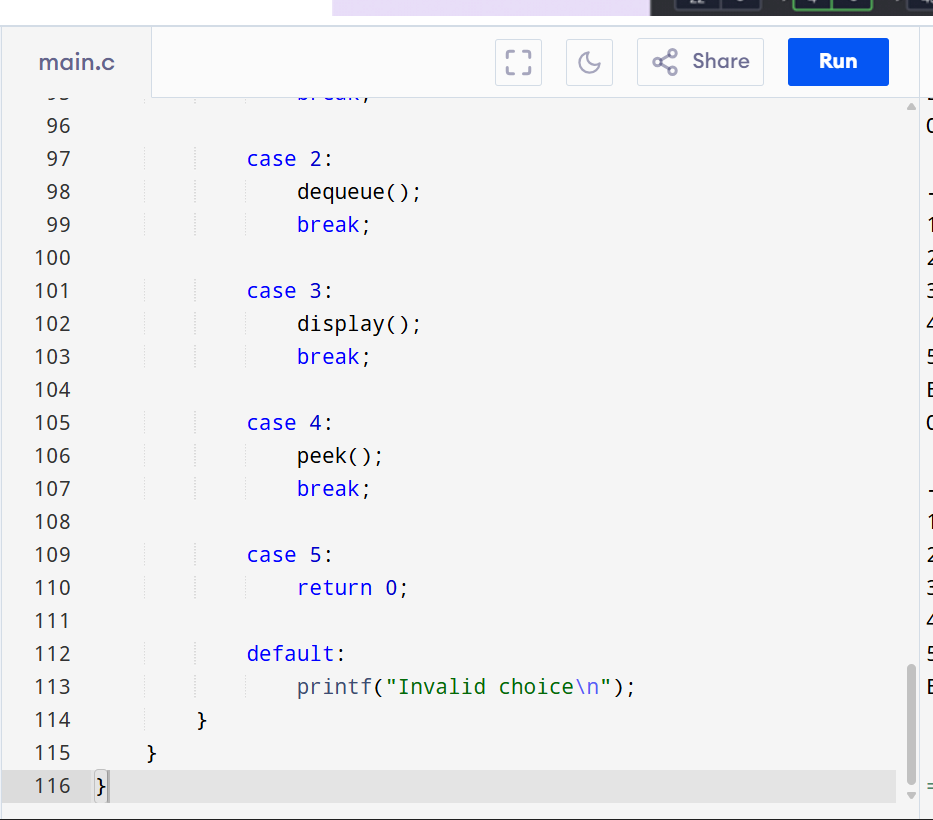 main.c
Share
Run
96
97 case 2:
98 dequeue();
99 break;
100
101 case 3:
102 display();
103 break;
104
105 case 4:
106 peek();
107 break;
108
109 case 5:
110 return 0;
111
112 default:
113 printf("Invalid choice\n");
114 }
115 }
116 }